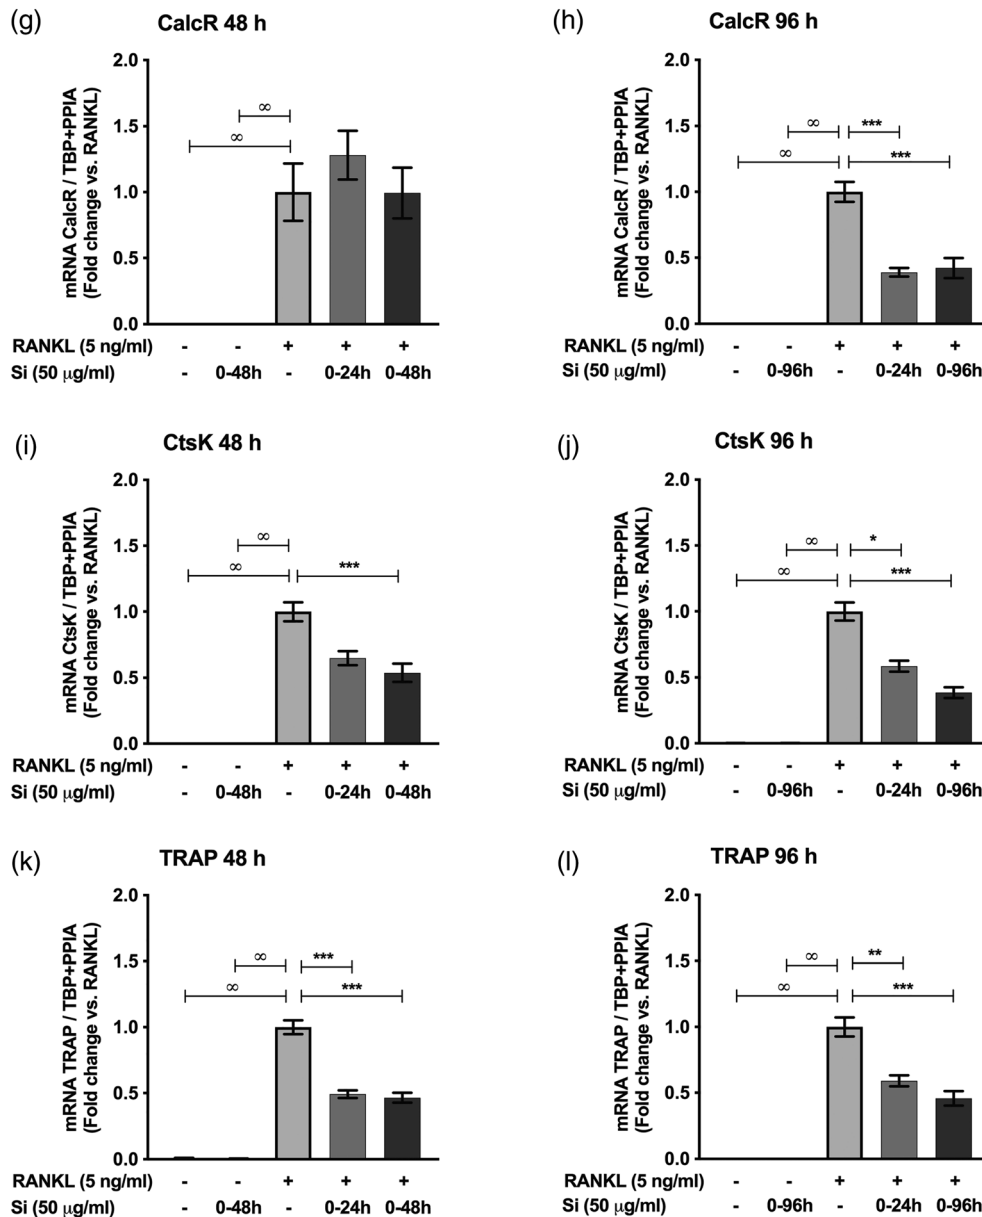 (g)
CalcR 48 h
mRNA CalcR / TBP+PPIA
(Fold change vs. RANKL)
2.0
1.5
1.0
0.5
0.0
∞
∞
RANKL (5 ng/ml) - - + + +
Si (50 μg/ml) - 0-48h - 0-24h 0-48h
(h)
CalcR 96 h
mRNA CalcR / TBP+PPIA
(Fold change vs. RANKL)
2.0
1.5
1.0
0.5
0.0
∞ ***
∞ ***
RANKL (5 ng/ml) - - + + +
Si (50 μg/ml) - 0-96h - 0-24h 0-96h
(i)
CtsK 48 h
mRNA CtsK / TBP+PPIA
(Fold change vs. RANKL)
2.0
1.5
1.0
0.5
0.0
∞
∞ ***
RANKL (5 ng/ml) - - + + +
Si (50 μg/ml) - 0-48h - 0-24h 0-48h
(j)
CtsK 96 h
mRNA CtsK / TBP+PPIA
(Fold change vs. RANKL)
2.0
1.5
1.0
0.5
0.0
∞ *
∞ ***
RANKL (5 ng/ml) - - + + +
Si (50 μg/ml) - 0-96h - 0-24h 0-96h
(k)
TRAP 48 h
mRNA TRAP / TBP+PPIA
(Fold change vs. RANKL)
2.0
1.5
1.0
0.5
0.0
∞ ***
∞ ***
RANKL (5 ng/ml) - - + + +
Si (50 μg/ml) - 0-48h - 0-24h 0-48h
(l)
TRAP 96 h
mRNA TRAP / TBP+PPIA
(Fold change vs. RANKL)
2.0
1.5
1.0
0.5
0.0
∞ **
∞ ***
RANKL (5 ng/ml) - - + + +
Si (50 μg/ml) - 0-96h - 0-24h 0-96h